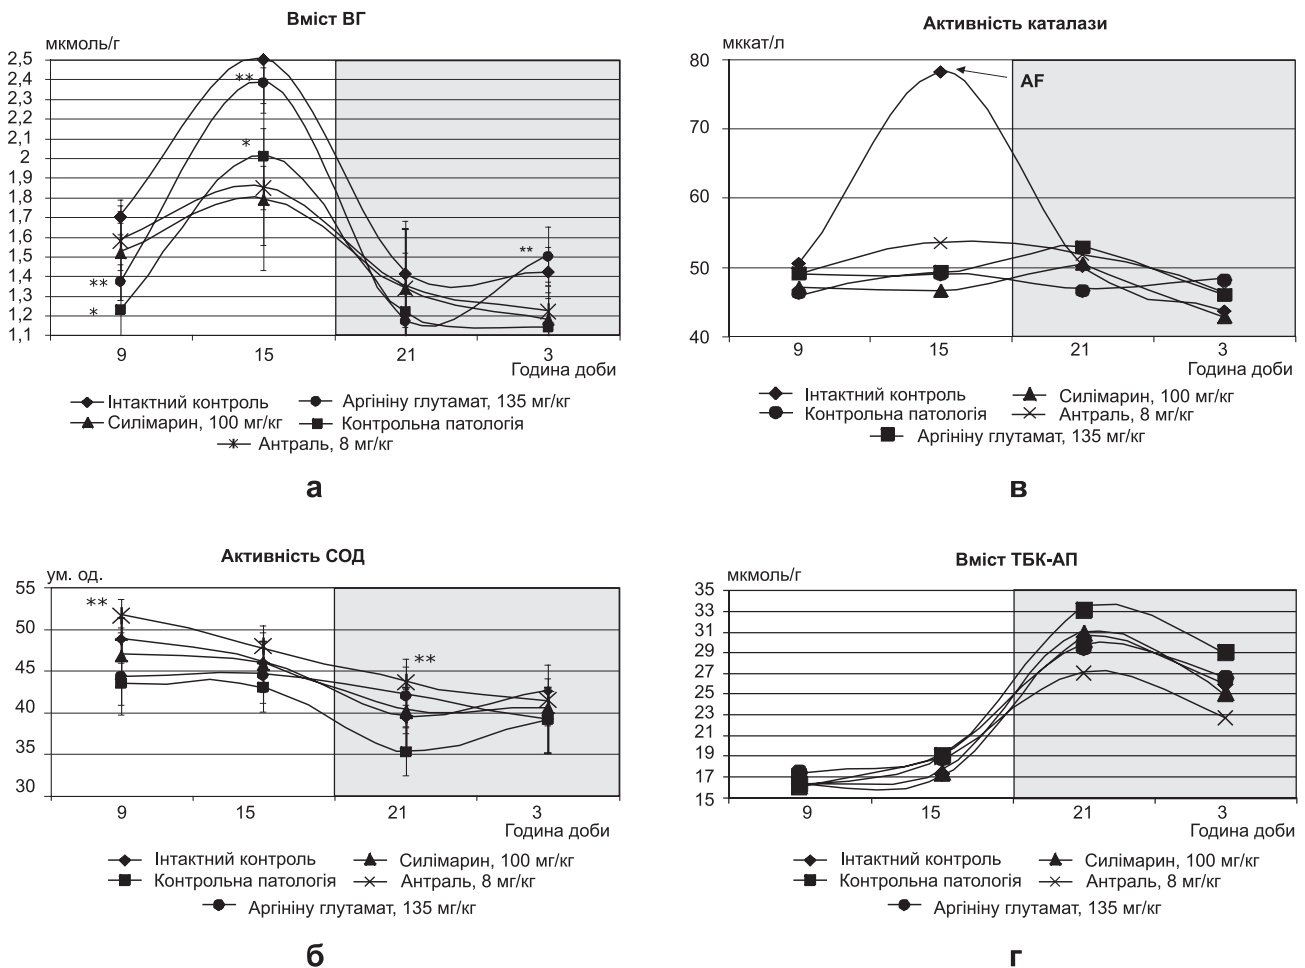 Вміст ВГ
мкмоль/г
2,5
2,4
2,3
2,2
2,1
2
1,9
1,8
1,7
1,6
1,5
1,4
1,3
1,2
1,1
**
*
**
*
**
9 15 21 3
Година доби
Інтактний контроль
Аргініну глутамат, 135 мг/кг
Силімарин, 100 мг/кг
Контрольна патологія
Антраль, 8 мг/кг
а
Активність каталази
мккат/л
80
70
60
50
40
AF
9 15 21 3
Година доби
Інтактний контроль
Силімарин, 100 мг/кг
Контрольна патологія
Антраль, 8 мг/кг
Аргініну глутамат, 135 мг/кг
в
Активність СОД
ум. од.
55
50
45
40
35
30
**
**
9 15 21 3
Година доби
Інтактний контроль
Силімарин, 100 мг/кг
Контрольна патологія
Антраль, 8 мг/кг
Аргініну глутамат, 135 мг/кг
б
Вміст ТБК-АП
мкмоль/г
35
33
31
29
27
25
23
21
19
17
15
9 15 21 3
Година доби
Інтактний контроль
Силімарин, 100 мг/кг
Контрольна патологія
Антраль, 8 мг/кг
Аргініну глутамат, 135 мг/кг
г